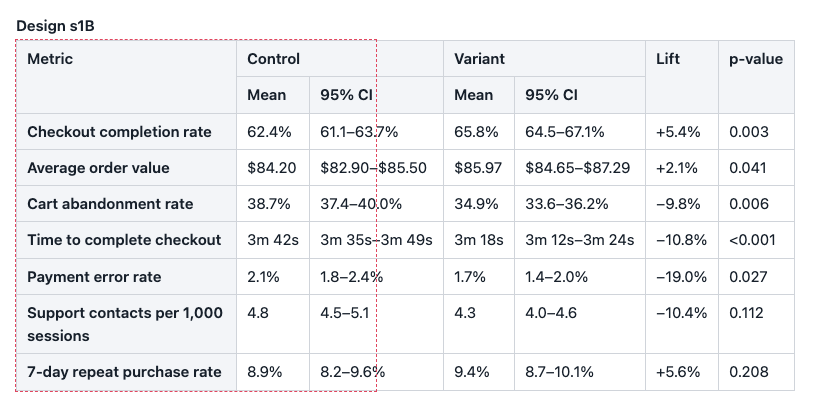 Design s1B
Metric Control Variant Lift p-value
Mean 95% CI Mean 95% CI
Checkout completion rate 62.4% 61.1–63.7% 65.8% 64.5–67.1% +5.4% 0.003
Average order value $84.20 $82.90–$85.50 $85.97 $84.65–$87.29 +2.1% 0.041
Cart abandonment rate 38.7% 37.4–40.0% 34.9% 33.6–36.2% −9.8% 0.006
Time to complete checkout 3m 42s 3m 35s–3m 49s 3m 18s 3m 12s–3m 24s −10.8% <0.001
Payment error rate 2.1% 1.8–2.4% 1.7% 1.4–2.0% −19.0% 0.027
Support contacts per 1,000 4.8 4.5–5.1 4.3 4.0–4.6 −10.4% 0.112
sessions
7-day repeat purchase rate 8.9% 8.2–9.6% 9.4% 8.7–10.1% +5.6% 0.208